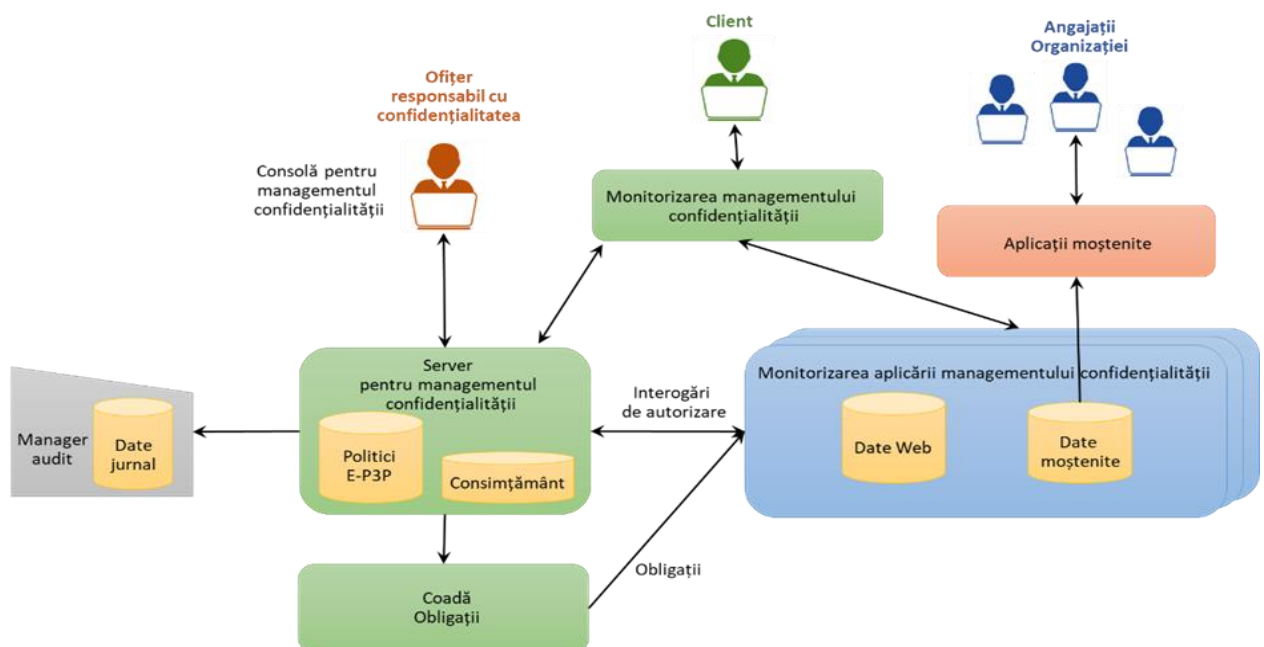 Client
Angajații
Organizației
Ofițer
responsabil cu
confidențialitatea
Consolă pentru
managementul
confidențialității
Monitorizarea managementului
confidențialității
Aplicații moștenite
Server
pentru managementul
confidențialității
Politici
E-P3P
Consimțământ
Interogări
de autorizare
Monitorizarea aplicării managementului confidențialității
Date Web
Date
moștenite
Manager
audit
Date
jurnal
Obligații
Coadă
Obligații